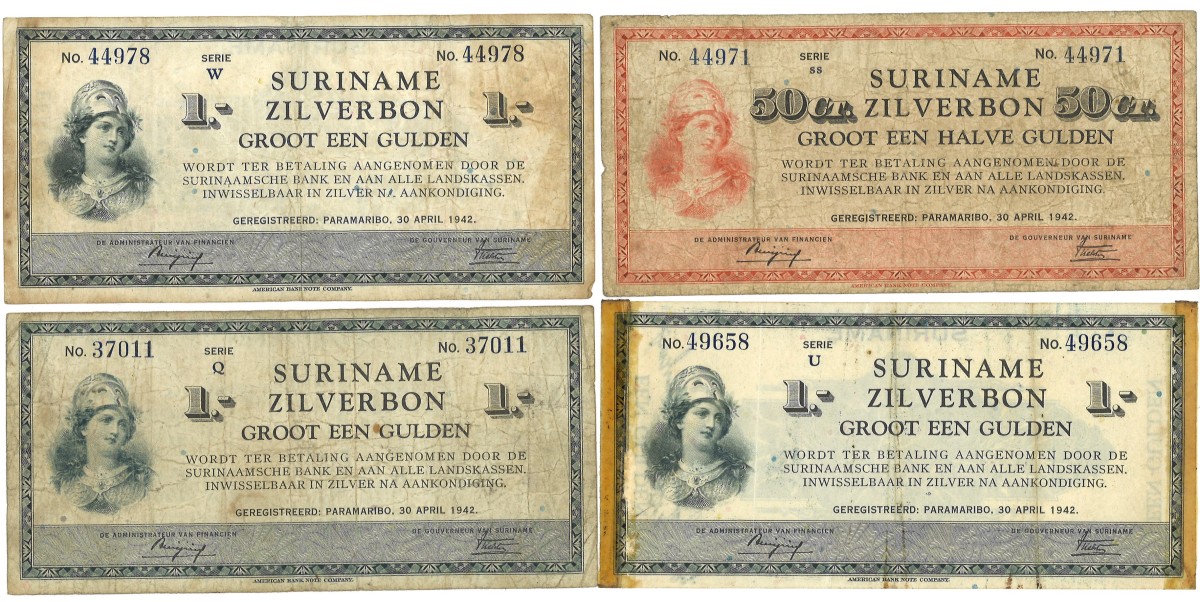 No. 44978 SERIE No. 44978
W
SURINAME
1.- ZILVERBON 1.-
GROOT EEN GULDEN
WORDT TER BETALING AANGENOMEN DOOR DE
SURINAAMSCHE BANK EN AAN ALLE LANDSKASSEN.
INWISSELBAAR IN ZILVER NA AANKONDIGING.
GEREGISTREERD: PARAMARIBO, 30 APRIL 1942.
DE ADMINISTRATEUR VAN FINANCIEN DE GOUVERNEUR VAN SURINAME
AMERICAN BANK NOTE COMPANY.
No. 44971 SERIE No. 44971
SS
SURINAME
50 CT. ZILVERBON 50 CT.
GROOT EEN HALVE GULDEN
WORDT TER BETALING AANGENOMEN DOOR DE
SURINAAMSCHE BANK EN AAN ALLE LANDSKASSEN.
INWISSELBAAR IN ZILVER NA AANKONDIGING.
GEREGISTREERD: PARAMARIBO, 30 APRIL 1942.
DE ADMINISTRATEUR VAN FINANCIEN DE GOUVERNEUR VAN SURINAME
AMERICAN BANK NOTE COMPANY.
No. 37011 SERIE No. 37011
Q
SURINAME
1.- ZILVERBON 1.-
GROOT EEN GULDEN
WORDT TER BETALING AANGENOMEN DOOR DE
SURINAAMSCHE BANK EN AAN ALLE LANDSKASSEN.
INWISSELBAAR IN ZILVER NA AANKONDIGING.
GEREGISTREERD: PARAMARIBO, 30 APRIL 1942.
DE ADMINISTRATEUR VAN FINANCIEN DE GOUVERNEUR VAN SURINAME
AMERICAN BANK NOTE COMPANY.
No. 49658 SERIE No. 49658
U
SURINAME
1.- ZILVERBON 1.-
GROOT EEN GULDEN
WORDT TER BETALING AANGENOMEN DOOR DE
SURINAAMSCHE BANK EN AAN ALLE LANDSKASSEN.
INWISSELBAAR IN ZILVER NA AANKONDIGING.
GEREGISTREERD: PARAMARIBO, 30 APRIL 1942.
DE ADMINISTRATEUR VAN FINANCIEN DE GOUVERNEUR VAN SURINAME
AMERICAN BANK NOTE COMPANY.